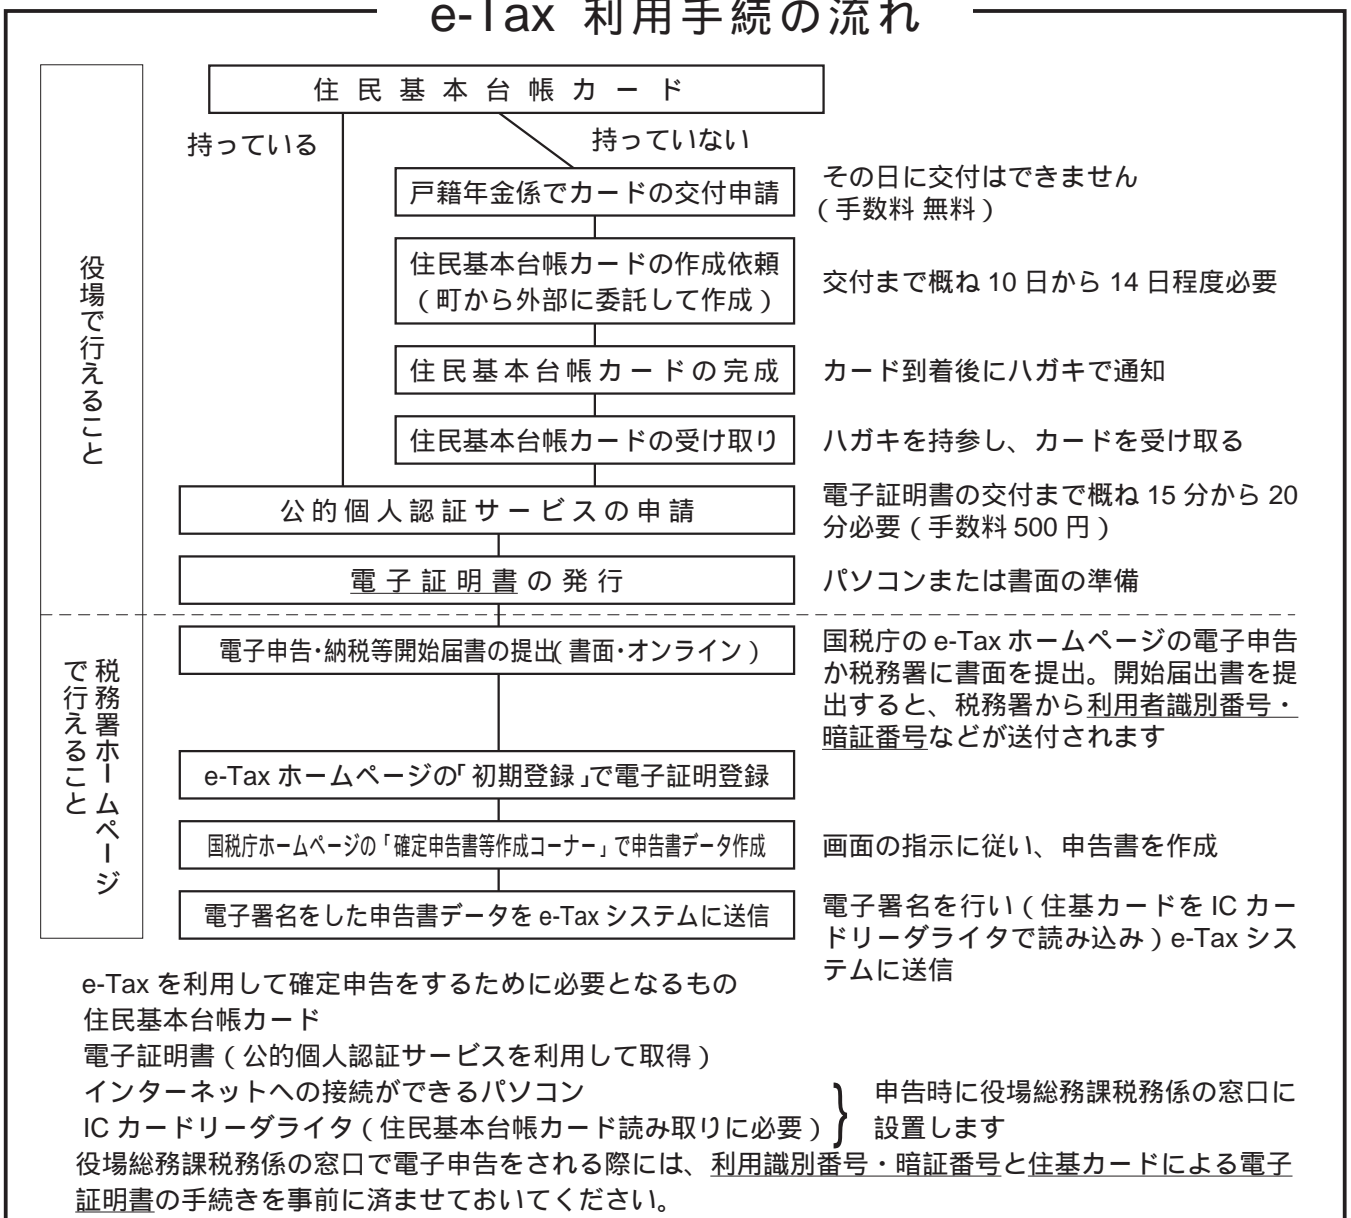 e-Tax 利用手続の流れ
役場で行えること
住民基本台帳カード
持っている
持っていない
戸籍年金係でカードの交付申請
その日に交付はできません
（手数料 無料）
住民基本台帳カードの作成依頼
（町から外部に委託して作成）
交付まで概ね 10 日から 14 日程度必要
住民基本台帳カードの完成
カード到着後にハガキで通知
住民基本台帳カードの受け取り
ハガキを持参し、カードを受け取る
公的個人認証サービスの申請
電子証明書の交付まで概ね 15 分から 20
分必要（手数料 500 円）
電子証明書の発行
パソコンまたは書面の準備
税務署ホームページ
で行えること
電子申告・納税等開始届書の提出（書面・オンライン）
国税庁の e-Tax ホームページの電子申告
か税務署に書面を提出。開始届出書を提
出すると、税務署から利用者識別番号・
暗証番号などが送付されます
e-Tax ホームページの「初期登録」で電子証明登録
国税庁ホームページの「確定申告書等作成コーナー」で申告書データ作成
画面の指示に従い、申告書を作成
電子署名をした申告書データを e-Tax システムに送信
電子署名を行い（住基カードを IC カー
ドリーダライタで読み込み）e-Tax シス
テムに送信
e-Tax を利用して確定申告をするために必要となるもの
住民基本台帳カード
電子証明書（公的個人認証サービスを利用して取得）
インターネットへの接続ができるパソコン
IC カードリーダライタ（住民基本台帳カード読み取りに必要）
申告時に役場総務課税務係の窓口に
設置します
役場総務課税務係の窓口で電子申告をされる際には、利用識別番号・暗証番号と住基カードによる電子
証明書の手続きを事前に済ませておいてください。